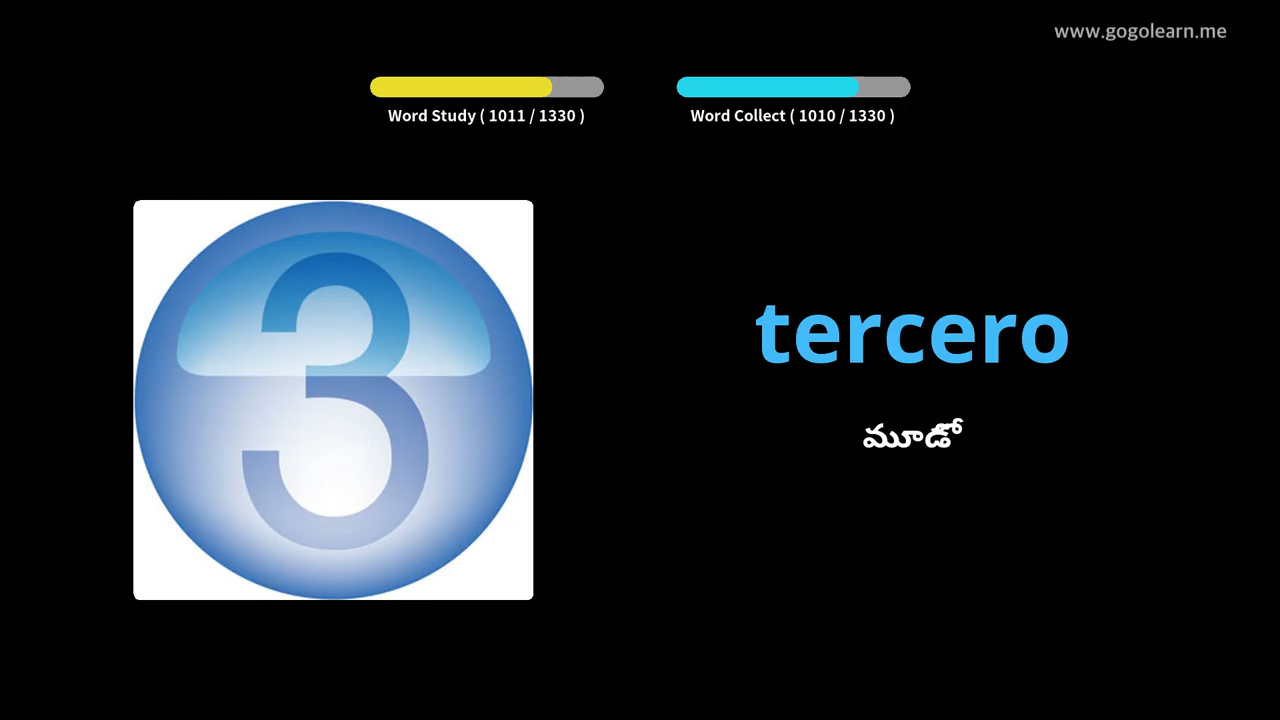 www.gogolearn.me
Word Study ( 1011 / 1330 )
Word Collect ( 1010 / 1330 )
3
tercero
మూడో